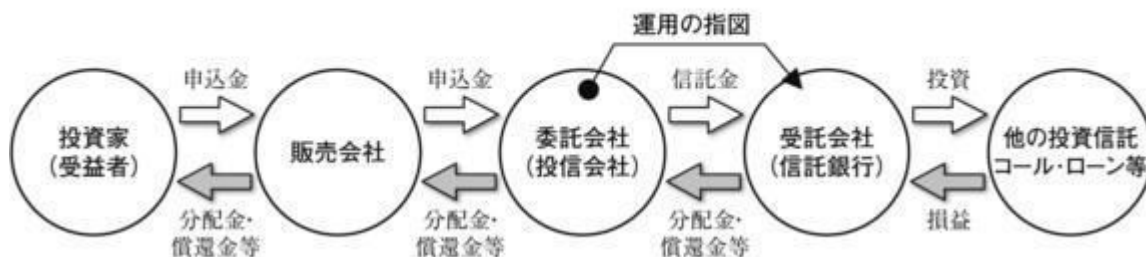 運用の指図
申込金
申込金
信託金
投資
投資家
(受益者)
販売会社
委託会社
(投信会社)
受託会社
(信託銀行)
他の投資信託
コール・ローン等
分配金・
償還金等
分配金・
償還金等
分配金・
償還金等
損益